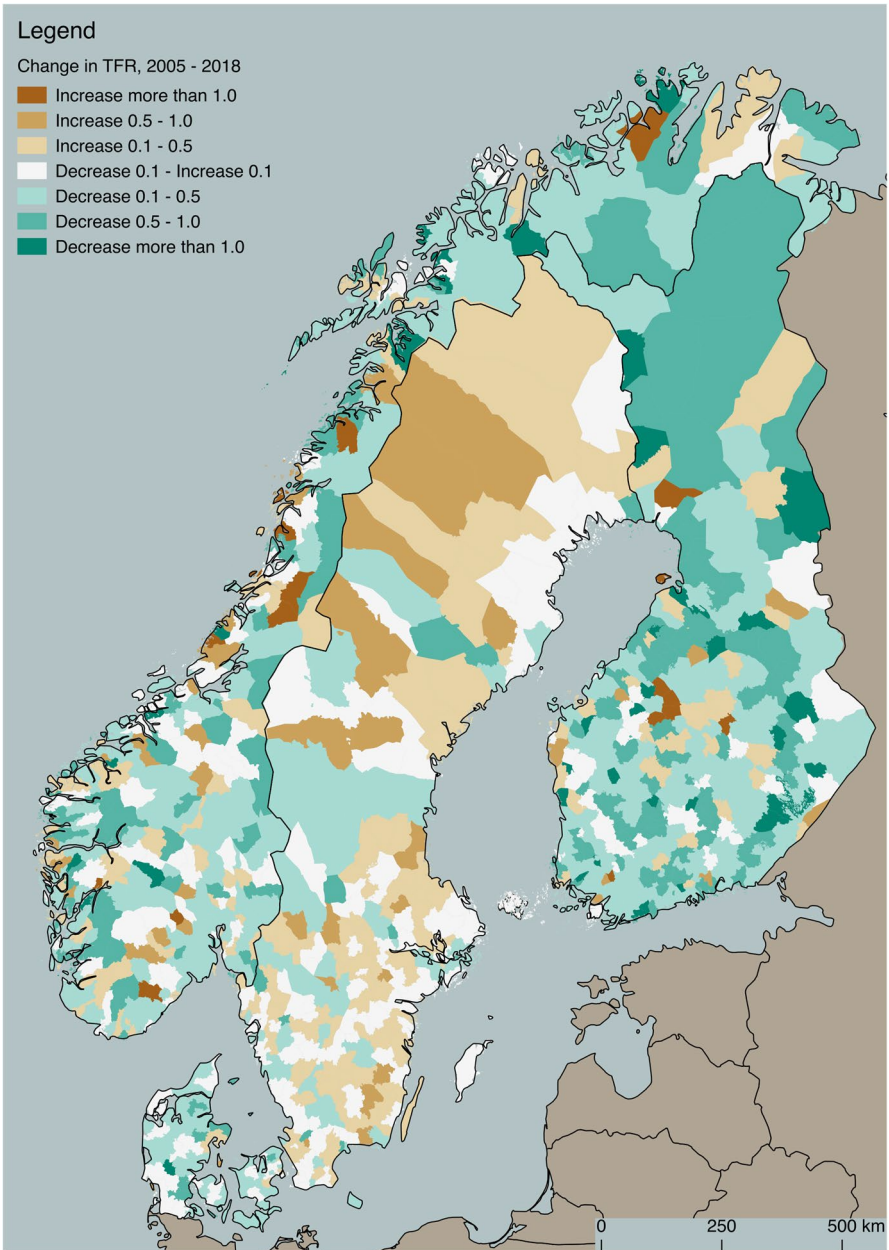 Legend
Change in TFR, 2005 - 2018
Increase more than 1.0
Increase 0.5 - 1.0
Increase 0.1 - 0.5
Decrease 0.1 - Increase 0.1
Decrease 0.1 - 0.5
Decrease 0.5 - 1.0
Decrease more than 1.0
0 250 500 km